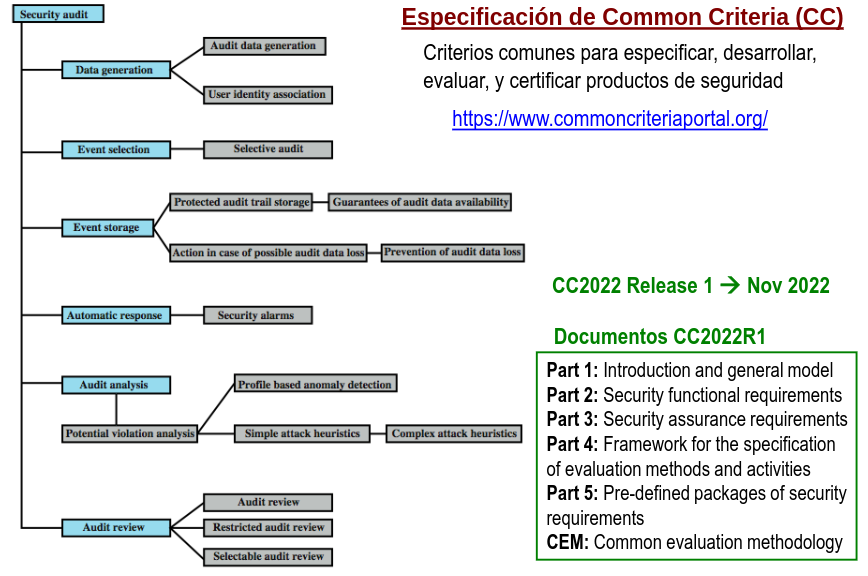 Security audit
Data generation
Audit data generation
User identity association
Event selection
Selective audit
Event storage
Protected audit trail storage
Guarantees of audit data availability
Action in case of possible audit data loss
Prevention of audit data loss
Automatic response
Security alarms
Audit analysis
Potential violation analysis
Profile based anomaly detection
Simple attack heuristics
Complex attack heuristics
Audit review
Audit review
Restricted audit review
Selectable audit review
Especificación de Common Criteria (CC)
Criterios comunes para especificar, desarrollar,
evaluar, y certificar productos de seguridad
https://www.commoncriteriaportal.org/
CC2022 Release 1 → Nov 2022
Documentos CC2022R1
Part 1: Introduction and general model
Part 2: Security functional requirements
Part 3: Security assurance requirements
Part 4: Framework for the specification
of evaluation methods and activities
Part 5: Pre-defined packages of security
requirements
CEM: Common evaluation methodology